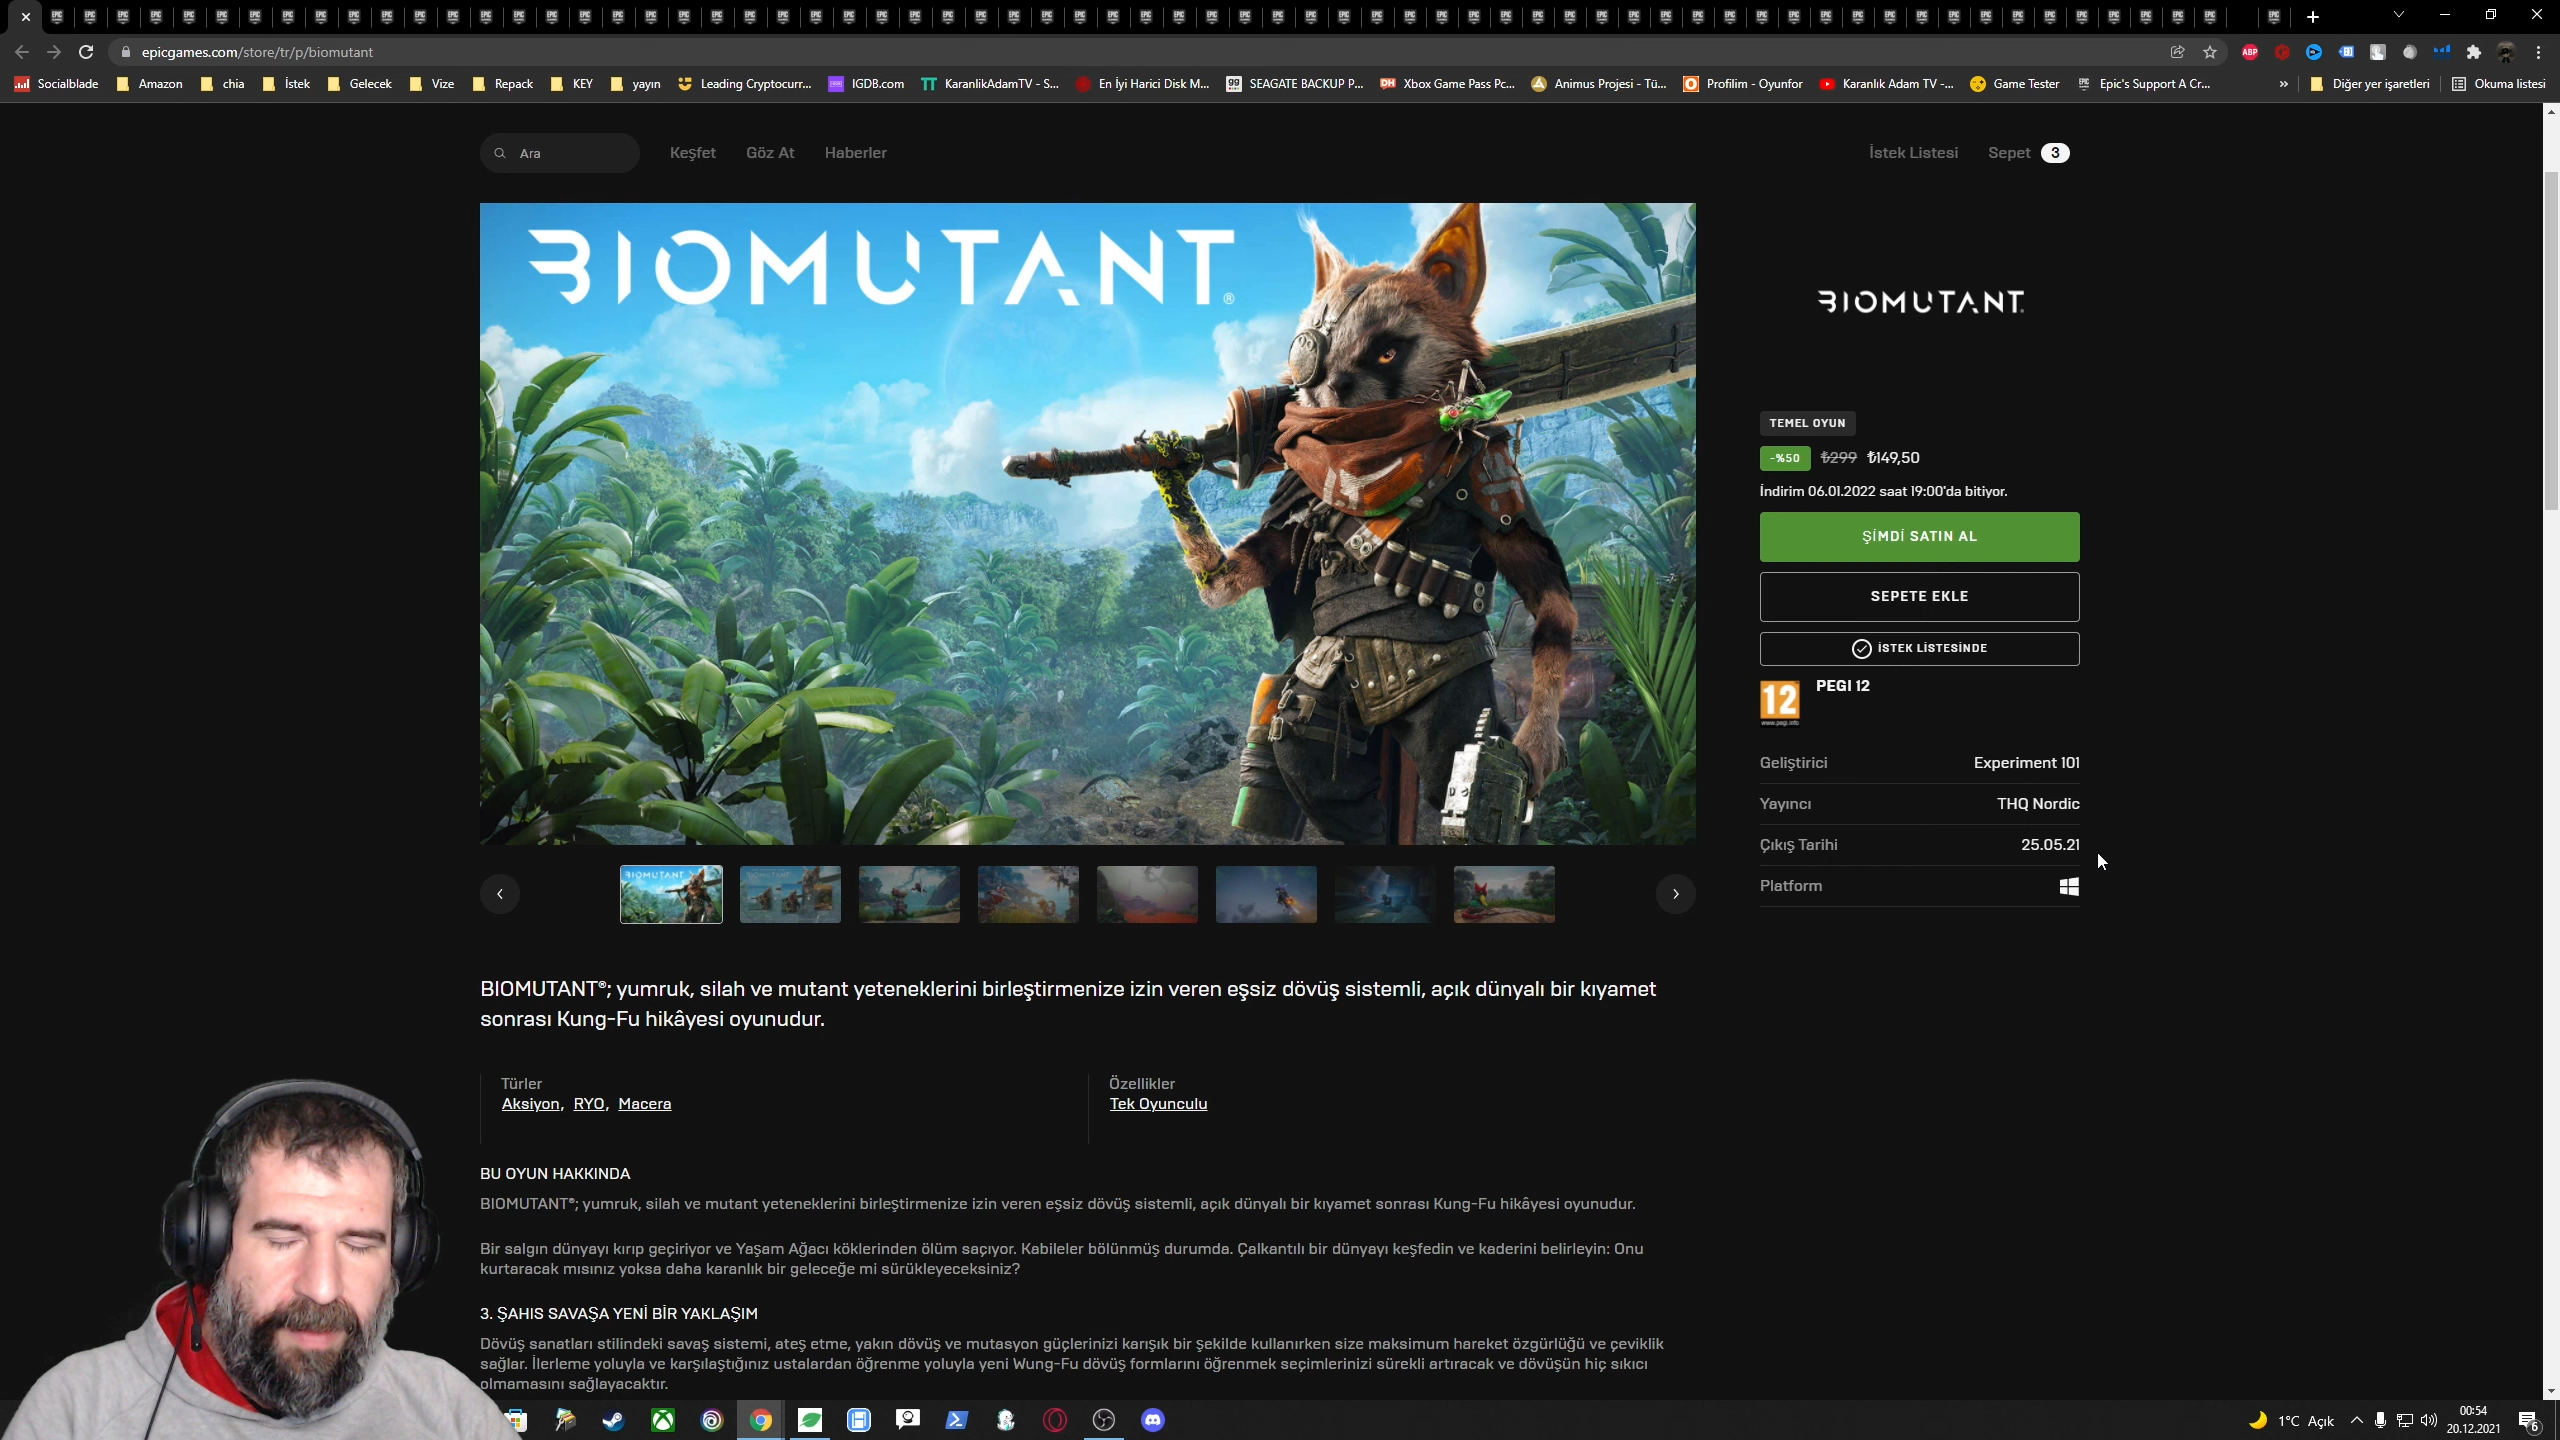 epicgames.com/store/tr/p/biomutant
Socialblade
Amazon
chia
İstek
Gelecek
Vize
Repack
KEY
yayın
Leading Cryptocurr...
IGDB.com
KaranlikAdamTV - S...
En İyi Harici Disk M...
SEAGATE BACKUP P...
Xbox Game Pass Pc...
Animus Projesi - Tü...
Profilim - Oyunfor
Karanlık Adam TV -...
Game Tester
Epic's Support A Cr...
»
Diğer yer işaretleri
Okuma listesi
Ara
Keşfet
Göz At
Haberler
İstek Listesi
Sepet 3
BIOMUTANT®
BIOMUTANT
TEMEL OYUN
-%50 ₺299 ₺149,50
İndirim 06.01.2022 saat 19:00'da bitiyor.
ŞİMDİ SATIN AL
SEPETE EKLE
İSTEK LİSTESİNDE
12 PEGI 12
www.pegi.info
Geliştirici Experiment 101
Yayıncı THQ Nordic
Çıkış Tarihi 25.05.21
Platform
BIOMUTANT®; yumruk, silah ve mutant yeteneklerini birleştirmenize izin veren eşsiz dövüş sistemli, açık dünyalı bir kıyamet
sonrası Kung-Fu hikâyesi oyunudur.
Türler
Aksiyon, RYO, Macera
Özellikler
Tek Oyunculu
BU OYUN HAKKINDA
BIOMUTANT®; yumruk, silah ve mutant yeteneklerini birleştirmenize izin veren eşsiz dövüş sistemli, açık dünyalı bir kıyamet sonrası Kung-Fu hikâyesi oyunudur.
Bir salgın dünyayı kırıp geçiriyor ve Yaşam Ağacı köklerinden ölüm saçıyor. Kabileler bölünmüş durumda. Çalkantılı bir dünyayı keşfedin ve kaderini belirleyin: Onu
kurtaracak mısınız yoksa daha karanlık bir geleceğe mi sürükleyeceksiniz?
3. ŞAHIS SAVAŞA YENİ BİR YAKLAŞIM
Dövüş sanatları stilindeki savaş sistemi, ateş etme, yakın dövüş ve mutasyon güçlerinizi karışık bir şekilde kullanırken size maksimum hareket özgürlüğü ve çeviklik
sağlar. İlerleme yoluyla ve karşılaştığınız ustalardan öğrenme yoluyla yeni Wung-Fu dövüş formlarını öğrenmek seçimlerinizi sürekli artıracak ve dövüşün hiç sıkıcı
olmamasını sağlayacaktır.
1°C Açık
00:54
20.12.2021
6